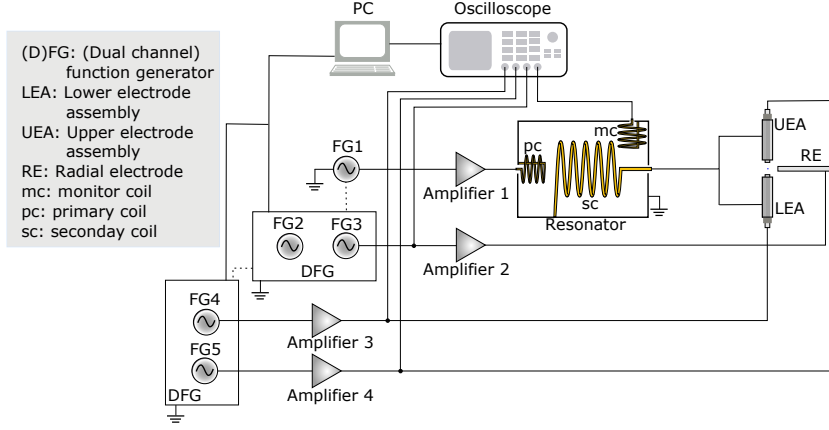 PC
Oscilloscope
(D)FG: (Dual channel)
function generator
LEA: Lower electrode
assembly
UEA: Upper electrode
assembly
RE: Radial electrode
mc: monitor coil
pc: primary coil
sc: seconday coil
FG1
Amplifier 1
pc
mc
sc
Resonator
UEA
RE
LEA
FG2
FG3
DFG
Amplifier 2
FG4
Amplifier 3
FG5
DFG
Amplifier 4